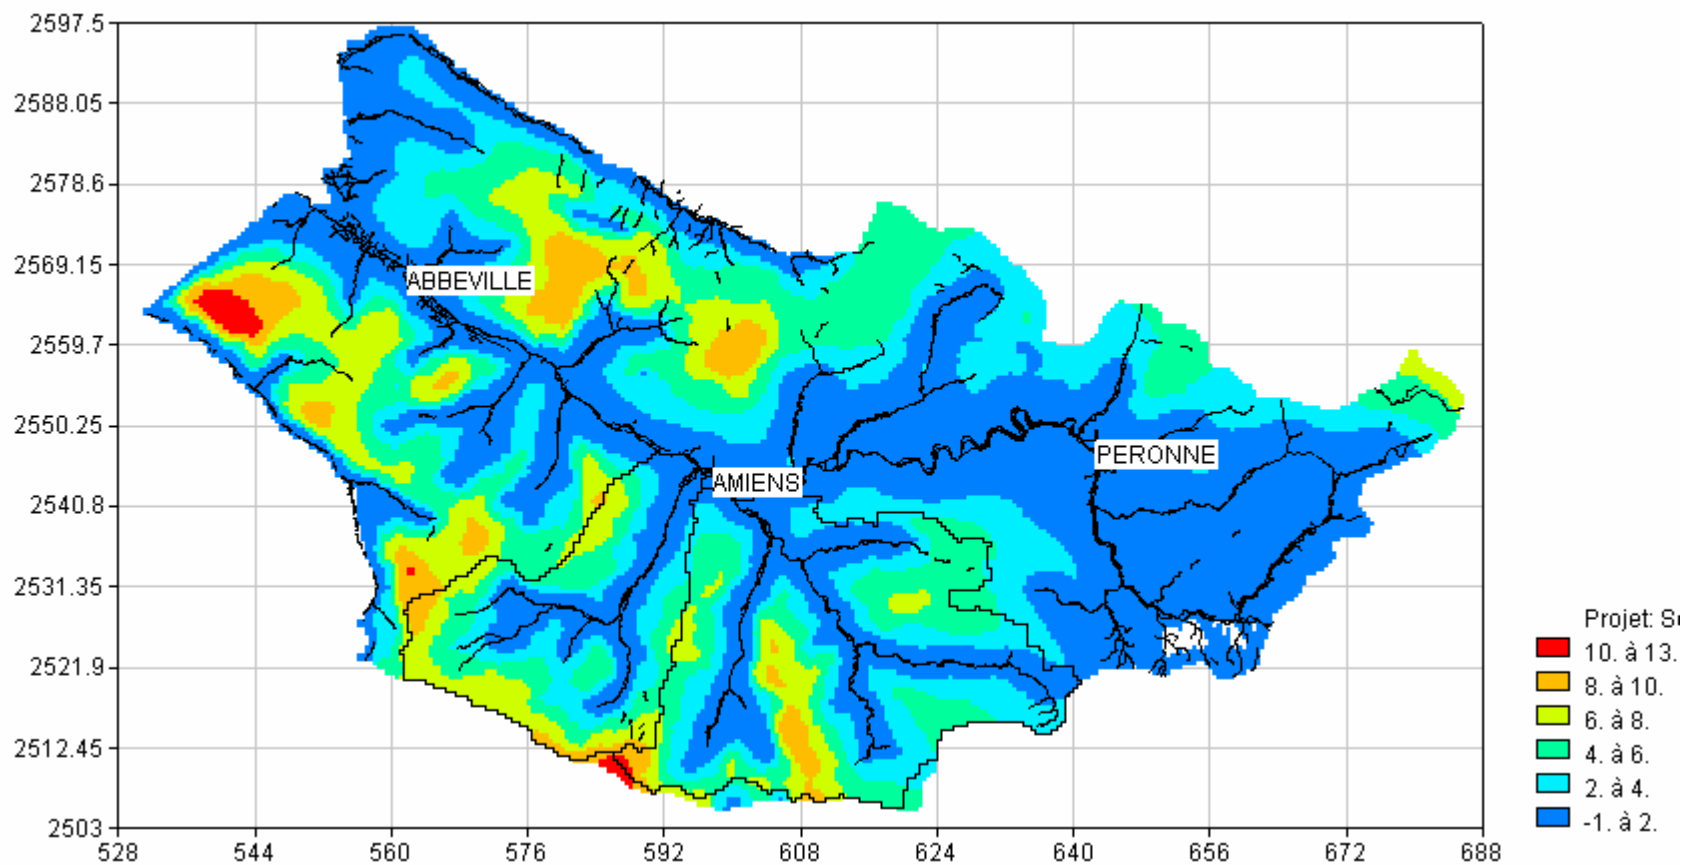 2597.5
2588.05
2578.6
2569.15
2559.7
2550.25
2540.8
2531.35
2521.9
2512.45
2503
528 544 560 576 592 608 624 640 656 672 688
ABBEVILLE
PERONNE
AMIENS
Projet: Su
10. à 13.
8. à 10.
6. à 8.
4. à 6.
2. à 4.
-1. à 2.